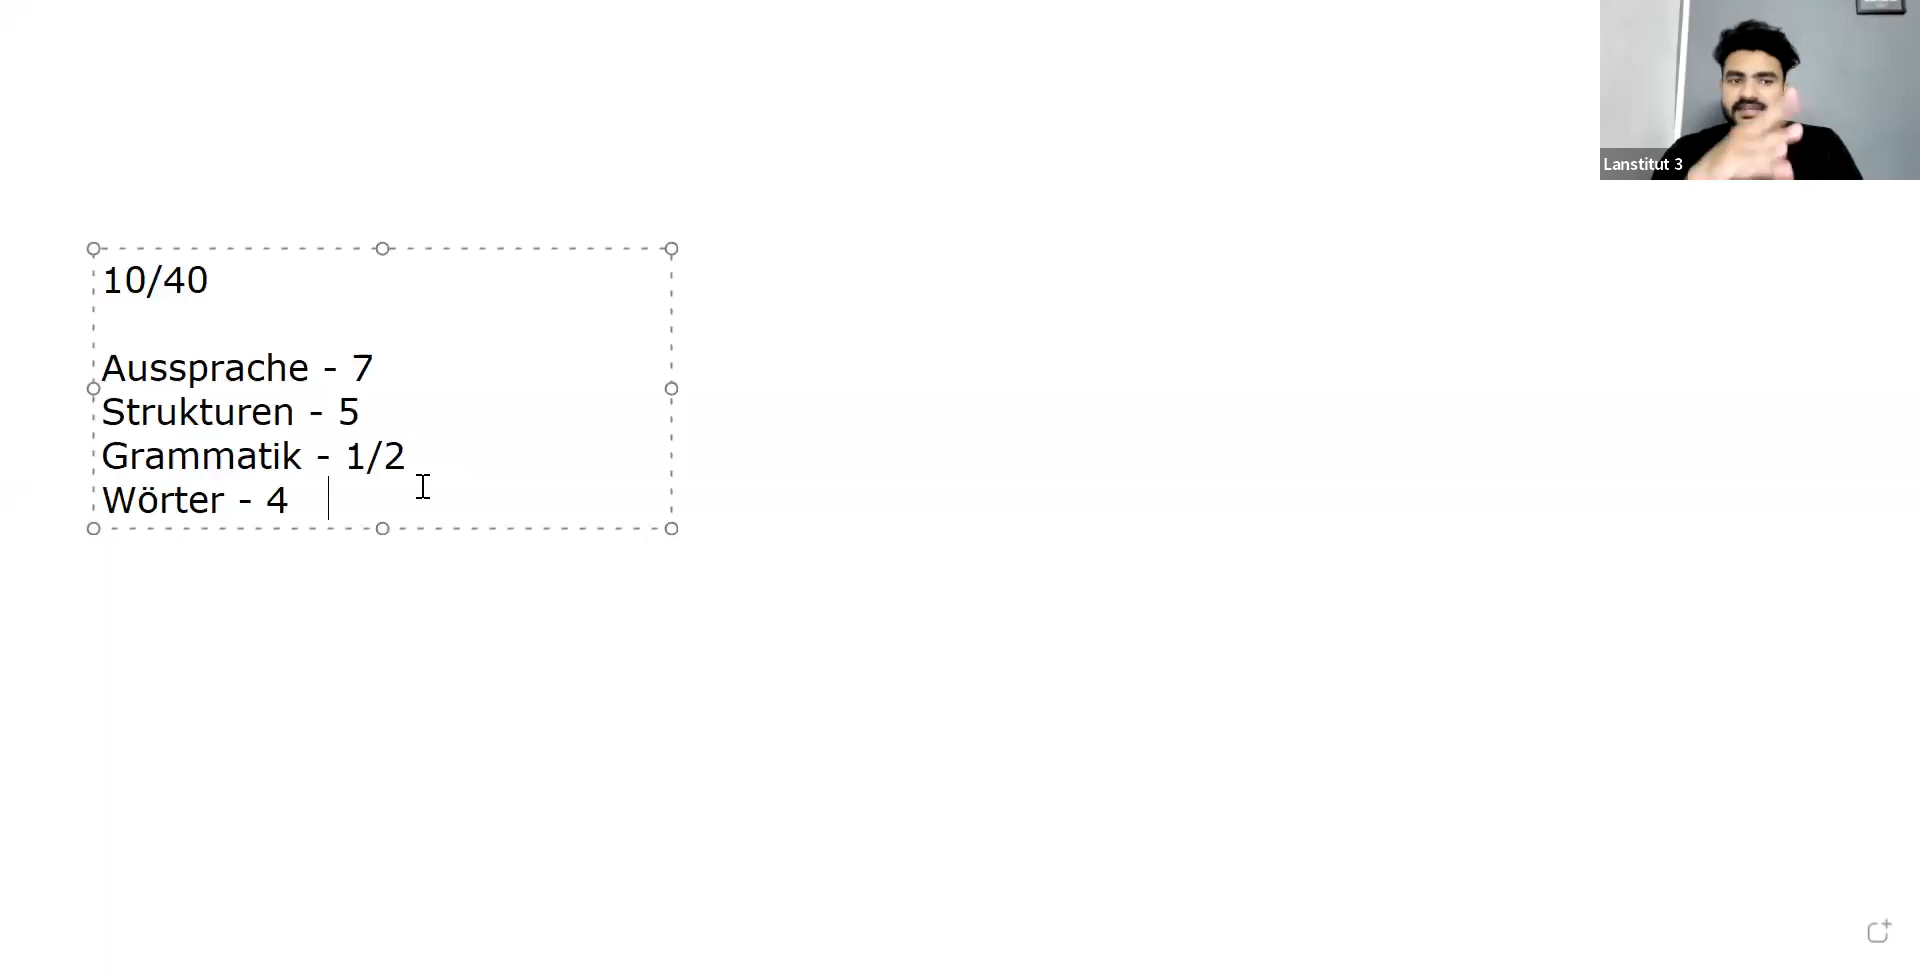 Lanstitut 3
10/40
Aussprache - 7
Strukturen - 5
Grammatik - 1/2
Wörter - 4